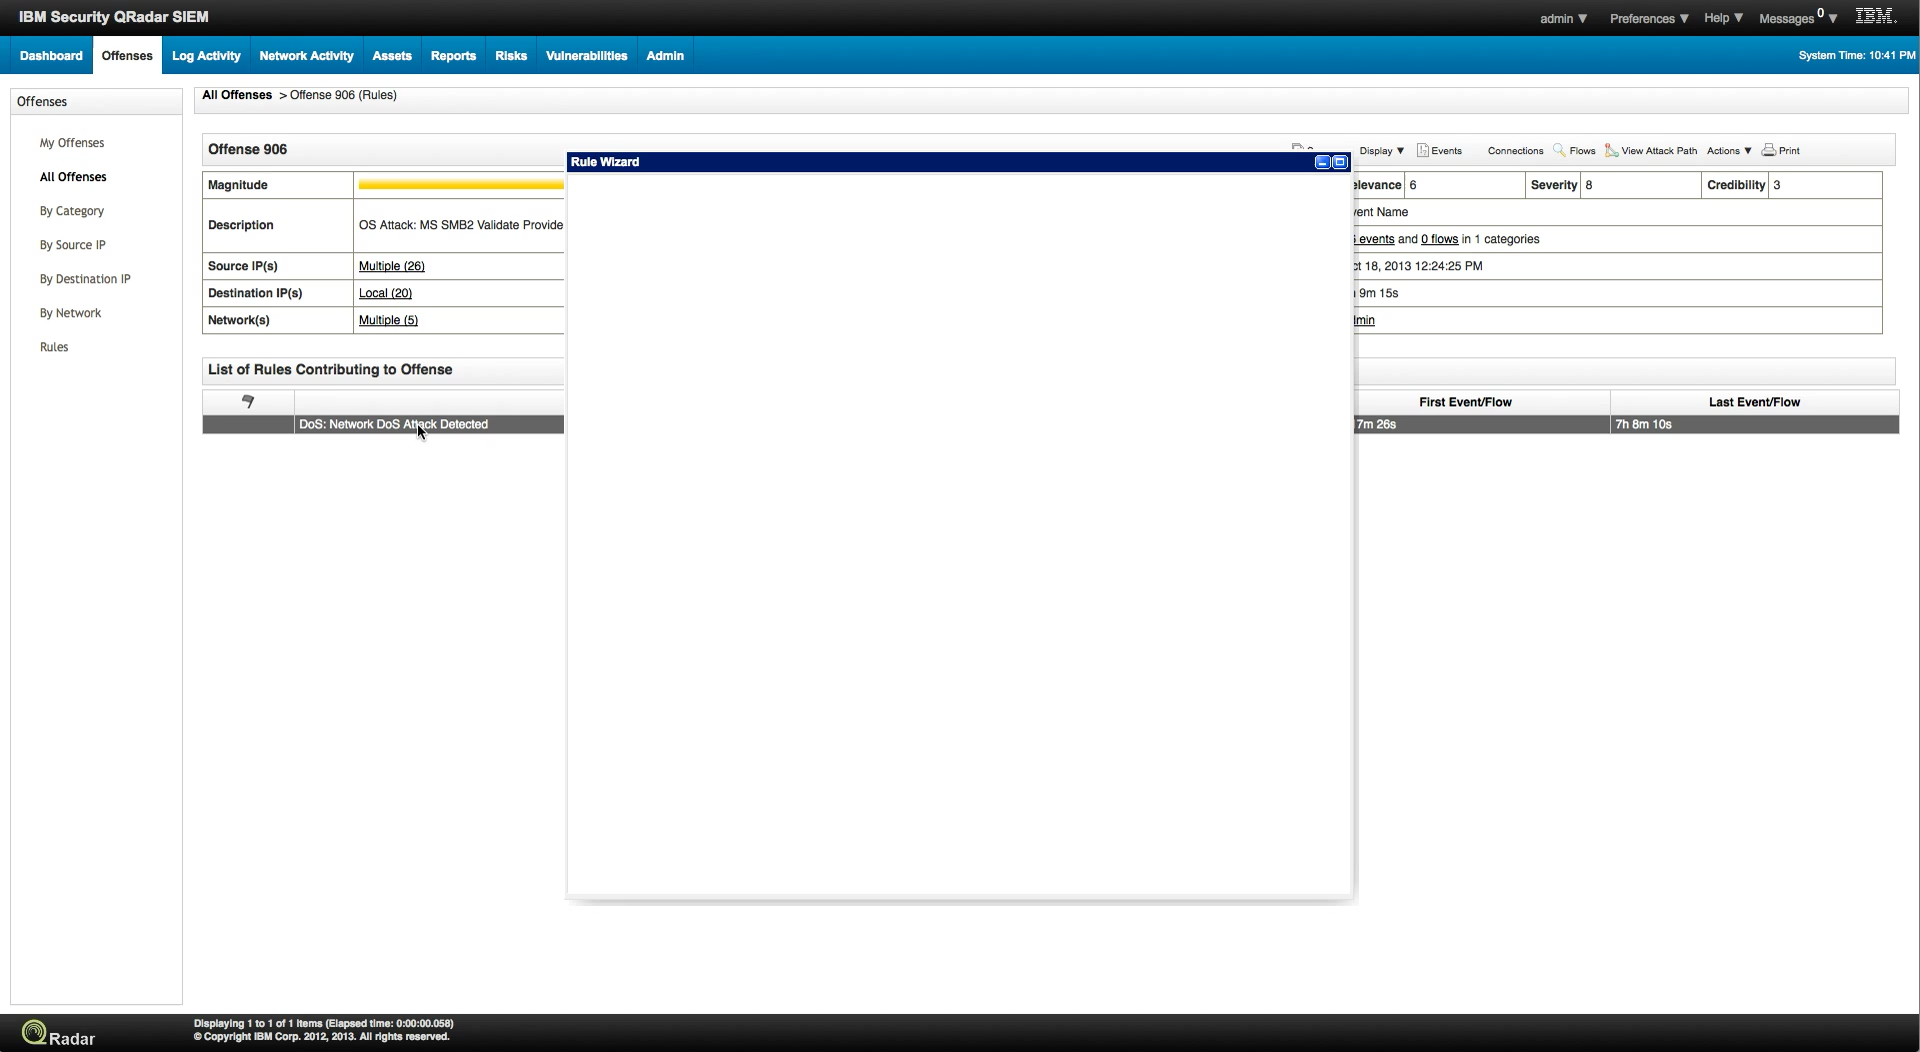 IBM Security QRadar SIEM
admin ▼ Preferences ▼ Help ▼ Messages 0 ▼ IBM.
Dashboard Offenses Log Activity Network Activity Assets Reports Risks Vulnerabilities Admin System Time: 10:41 PM
Offenses
My Offenses
All Offenses
By Category
By Source IP
By Destination IP
By Network
Rules
All Offenses > Offense 906 (Rules)
Offense 906
Display ▼ Events Connections Flows View Attack Path Actions ▼ Print
Rule Wizard
Magnitude
Severity 8 Credibility 3
6
Description OS Attack: MS SMB2 Validate
Name
events and 0 flows in 1 categories
Source IP(s) Multiple (26)
18, 2013 12:24:25 PM
Destination IP(s) Local (20)
9m 15s
Network(s) Multiple (5)
List of Rules Contributing to Offense
First Event/Flow Last Event/Flow
DoS: Network DoS Attack Detected
26s 7h 8m 10s
QRadar
Displaying 1 to 1 of 1 items (Elapsed time: 0:00:00.058)
© Copyright IBM Corp. 2012, 2013. All rights reserved.